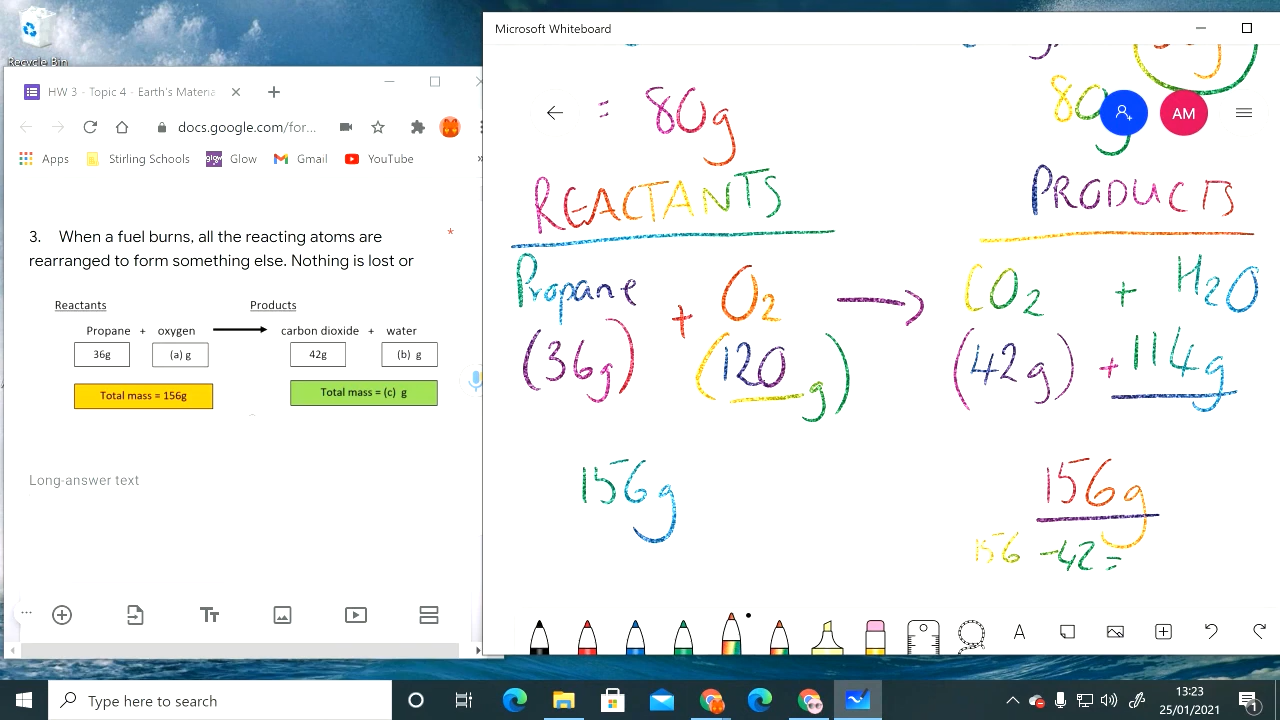 Recycle Bin
HW 3 - Topic 4 - Earth's Materia
docs.google.com/for...
Apps Stirling Schools Glow Gmail YouTube »
3. When a fuel burns, all the reacting atoms are *
rearranged to form something else. Nothing is lost or
Reactants Products
Propane + oxygen carbon dioxide + water
36g (a) g 42g (b) g
Total mass = 156g Total mass = (c) g
Long-answer text
Microsoft Whiteboard
= 80g 80g
AM
REACTANTS PRODUCTS
Propane + O2 → CO2 + H2O
(36g) (120g) (42g) + 114g
156g 156g
156 - 42 =
Type here to search
13:23
25/01/2021
1